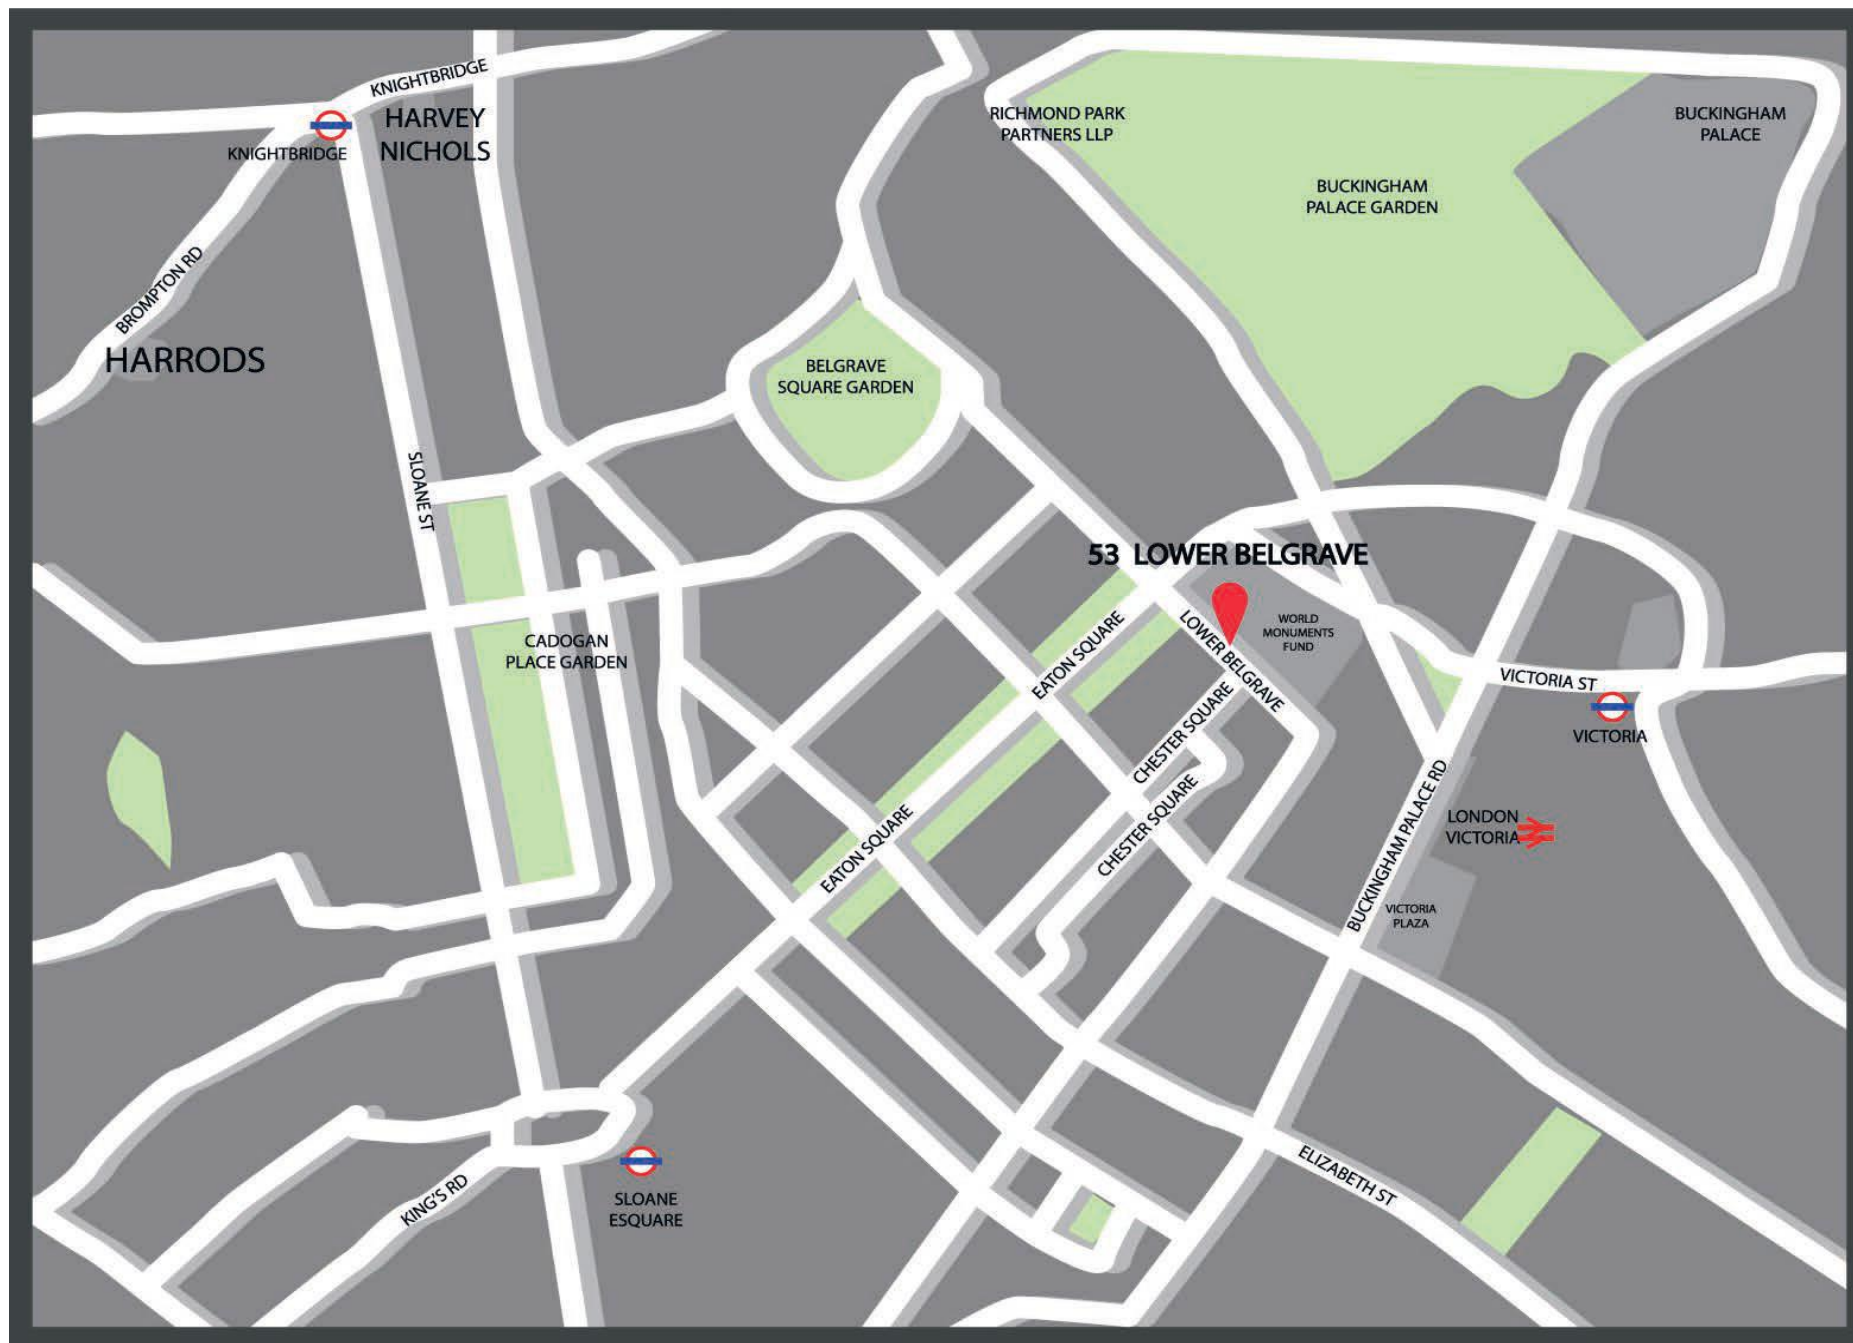 KNIGHTBRIDGE
HARVEY
NICHOLS
KNIGHTBRIDGE
RICHMOND PARK
PARTNERS LLP
BUCKINGHAM
PALACE
BUCKINGHAM
PALACE GARDEN
BROMPTON RD
HARRODS
BELGRAVE
SQUARE GARDEN
SLOANE ST
53 LOWER BELGRAVE
WORLD
MONUMENTS
FUND
LOWER BELGRAVE
CADOGAN
PLACE GARDEN
EATON SQUARE
VICTORIA ST
VICTORIA
CHESTER SQUARE
CHESTER SQUARE
EATON SQUARE
BUCKINGHAM PALACE RD
LONDON
VICTORIA
VICTORIA
PLAZA
ELIZABETH ST
KING'S RD
SLOANE
ESQUARE